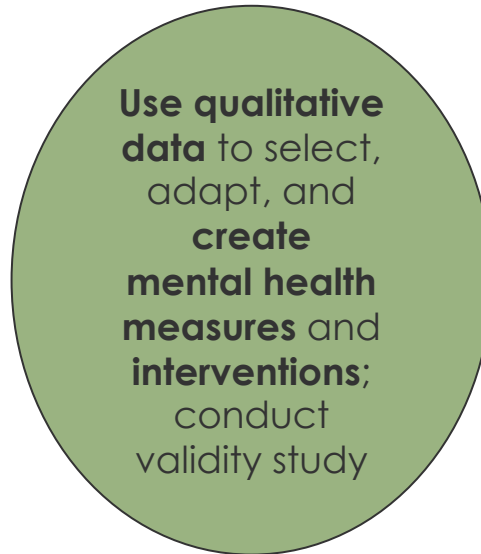 Use qualitative
data to select,
adapt, and
create
mental health
measures and
interventions;
conduct
validity study